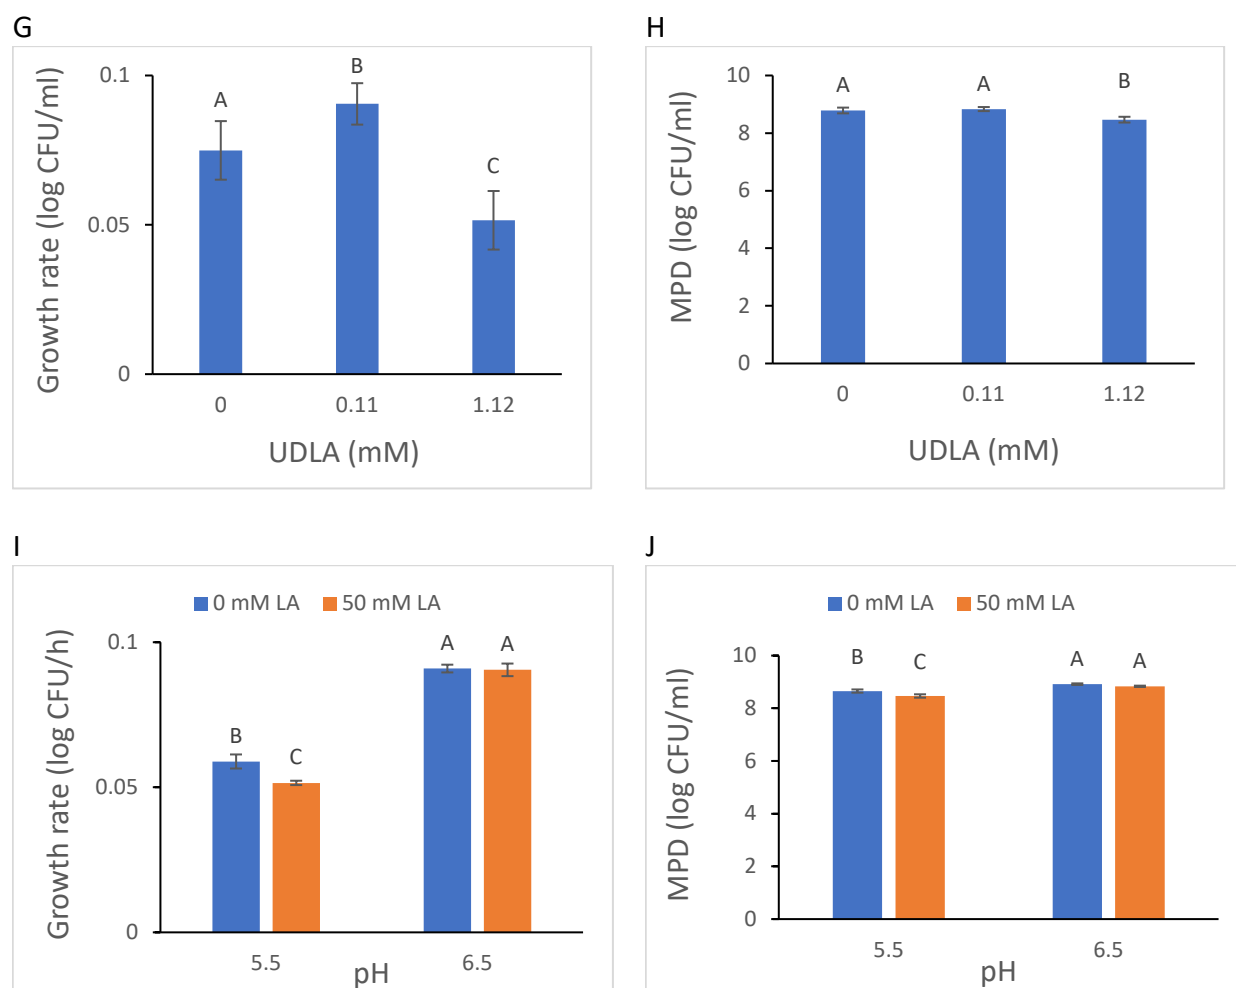 G
Growth rate (log CFU/ml)
0.1
0.05
0
A
B
C
0
0.11
1.12
UDLA (mM)
H
MPD (log CFU/ml)
10
8
6
4
2
0
A
A
B
0
0.11
1.12
UDLA (mM)
I
0 mM LA
50 mM LA
Growth rate (log CFU/h)
0.1
0.05
0
B
C
A
A
5.5
6.5
pH
J
0 mM LA
50 mM LA
MPD (log CFU/ml)
10
8
6
4
2
0
B
C
A
A
5.5
6.5
pH